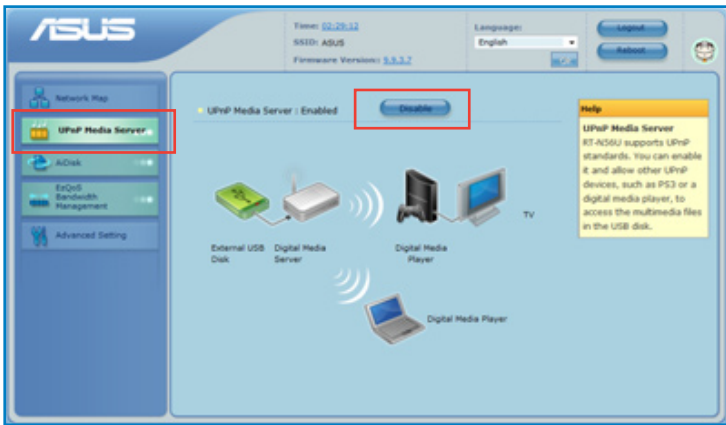 ASUS
Time: 02:29:12
SSID: ASUS
Firmware Version: 9.9.3.7
Language:
English
Logout
Reboot
Network Map
UPnP Media Server
AiDisk
EzQoS
Bandwidth
Management
Advanced Setting
UPnP Media Server : Enabled
Disable
External USB
Disk
Digital Media
Server
Digital Media
Player
TV
Digital Media Player
Help
UPnP Media Server
RT-N56U supports UPnP
standards. You can enable
it and allow other UPnP
devices, such as PS3 or a
digital media player, to
access the multimedia files
in the USB disk.